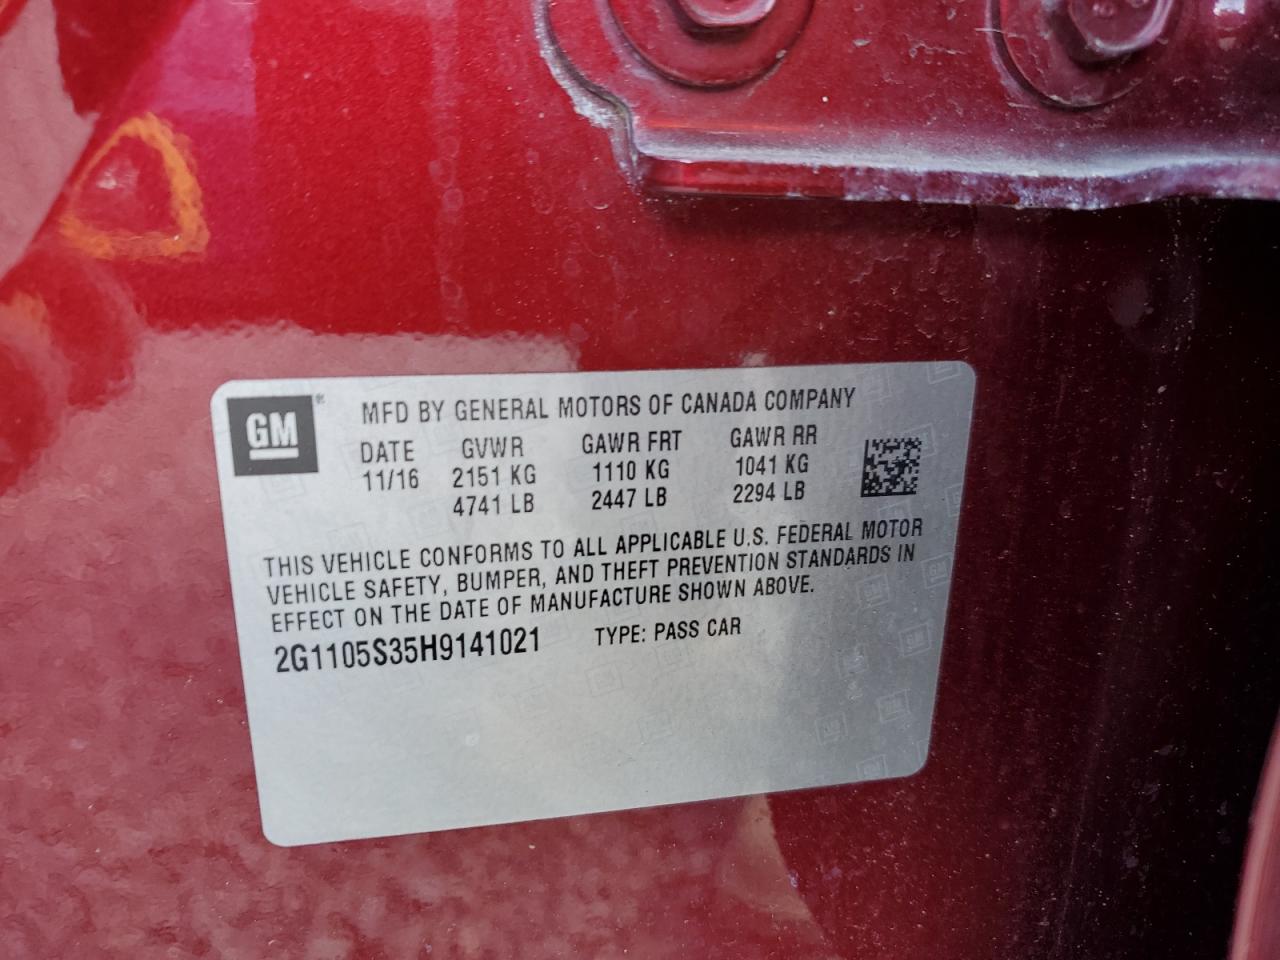 GM®
MFD BY GENERAL MOTORS OF CANADA COMPANY
DATE GVWR GAWR FRT GAWR RR
11/16 2151 KG 1110 KG 1041 KG
4741 LB 2447 LB 2294 LB
THIS VEHICLE CONFORMS TO ALL APPLICABLE U.S. FEDERAL MOTOR
VEHICLE SAFETY, BUMPER, AND THEFT PREVENTION STANDARDS IN
EFFECT ON THE DATE OF MANUFACTURE SHOWN ABOVE.
2G1105S35H9141021 TYPE: PASS CAR